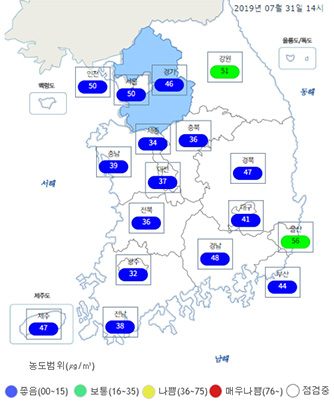 2019년 07월 31일 14시
울릉도/독도
강원
51
인천
50
서울
50
경기
46
백령도
동해
충북
36
세종
34
충남
39
대전
37
경북
47
서해
전북
36
대구
41
울산
56
경남
48
광주
32
부산
44
제주도
제주
47
전남
38
남해
농도범위(㎍/㎥)
좋음(00~15)
보통(16~35)
나쁨(36~75)
매우나쁨(76~)
점검중